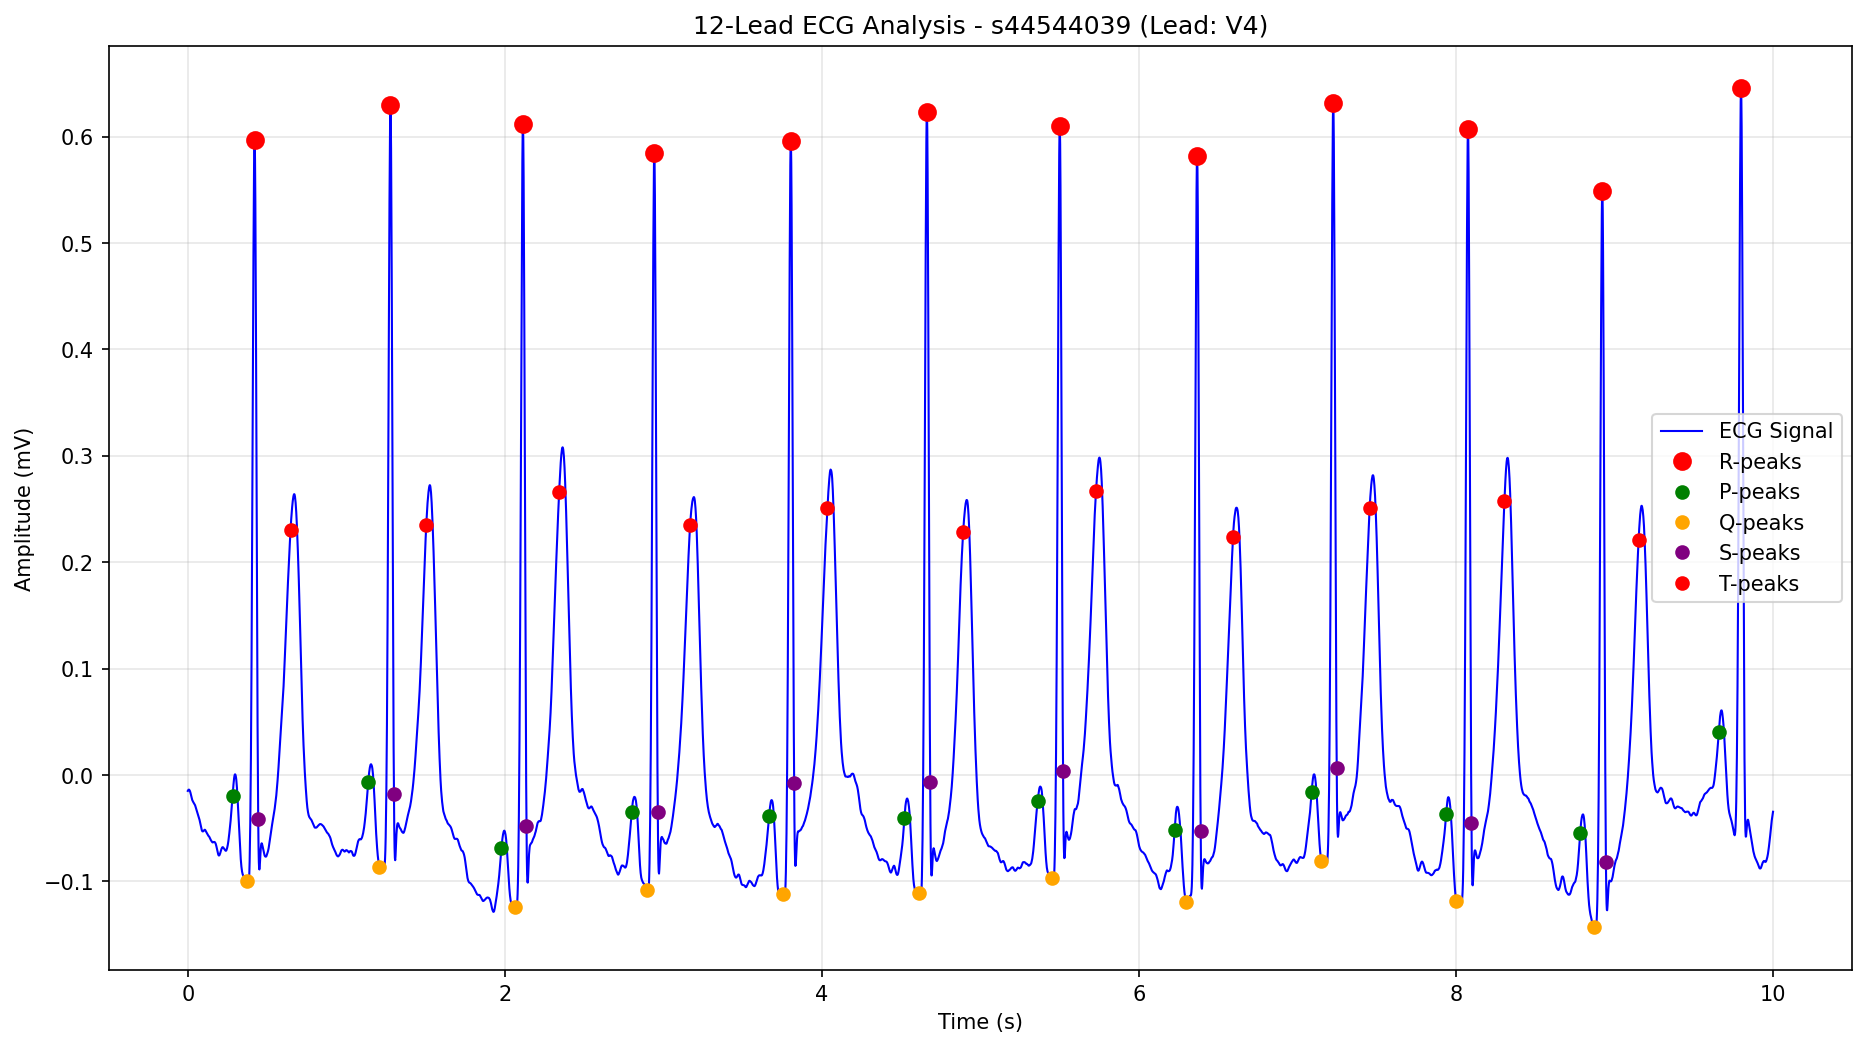 12-Lead ECG Analysis - s44544039 (Lead: V4)
Amplitude (mV)
0.6
0.5
0.4
0.3
0.2
0.1
0.0
−0.1
ECG Signal
R-peaks
P-peaks
Q-peaks
S-peaks
T-peaks
0 2 4 6 8 10
Time (s)